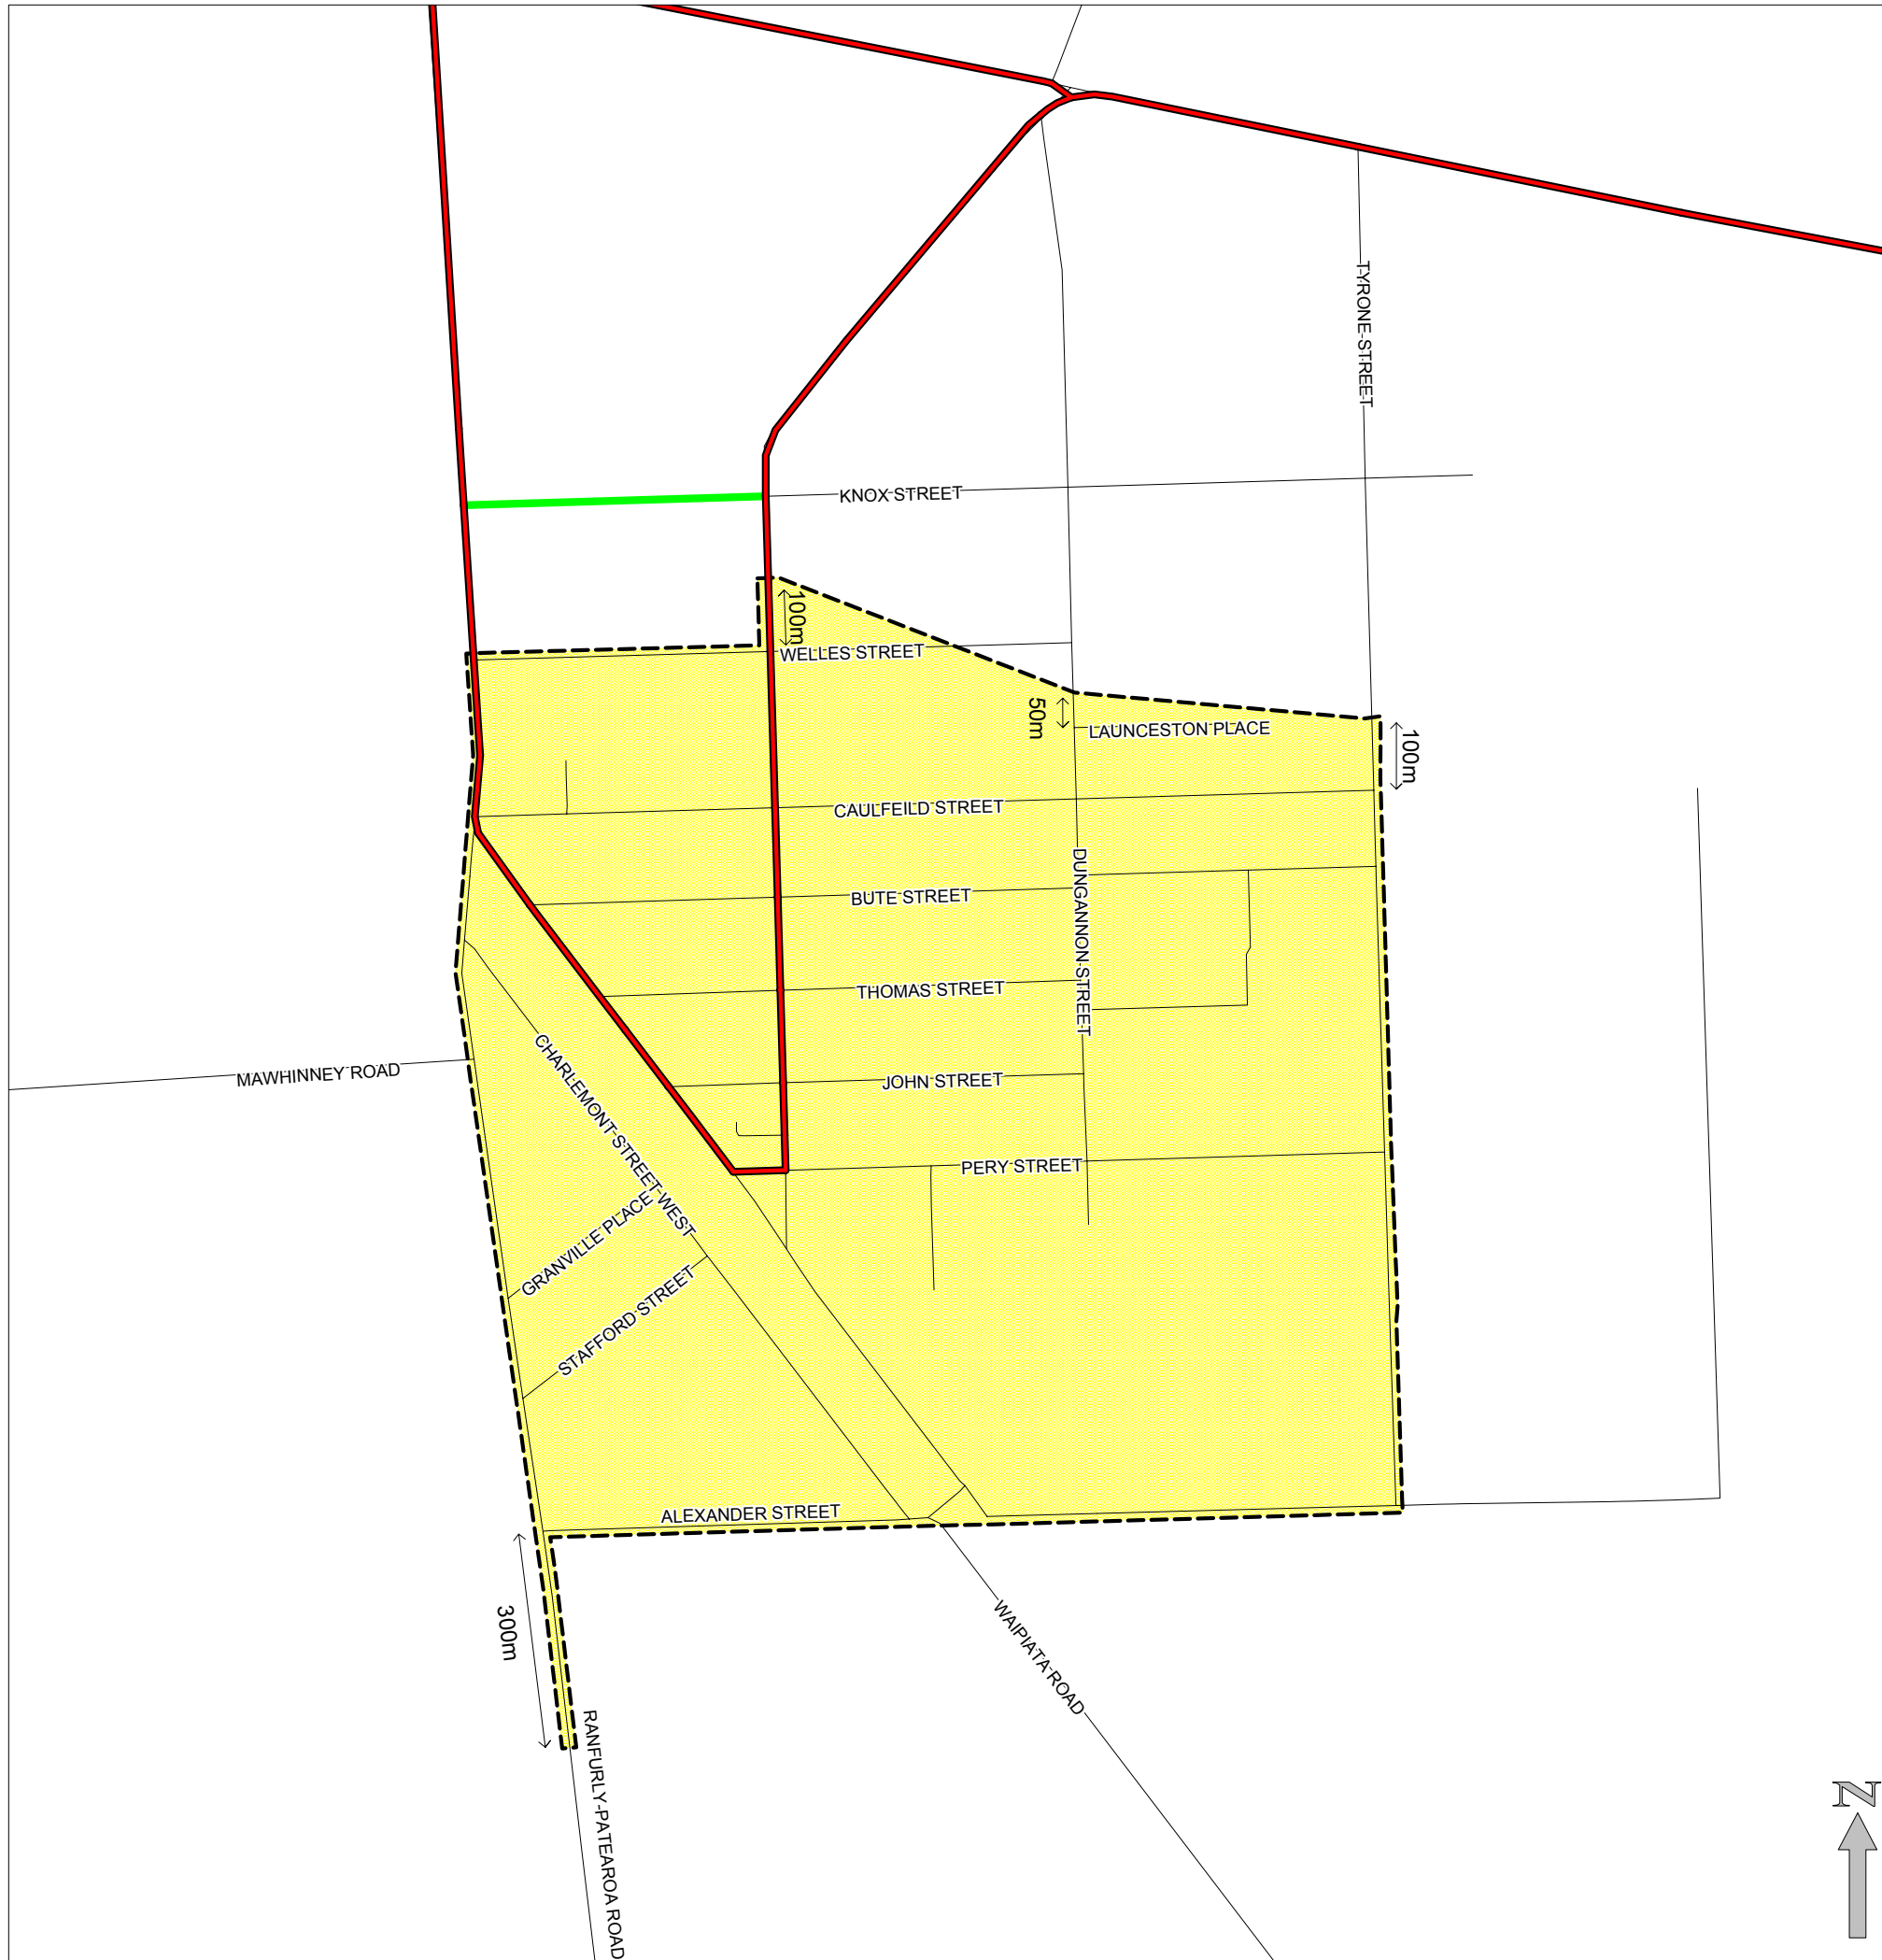 TYRONE STREET
KNOX STREET
100m
WELLES STREET
50m
LAUNCESTON PLACE
100m
CAULFEILD STREET
DUNGANNON STREET
BUTE STREET
THOMAS STREET
CHARLEMONT STREET WEST
MAWHINNEY ROAD
JOHN STREET
PERY STREET
GRANVILLE PLACE
STAFFORD STREET
ALEXANDER STREET
300m
WAIPIATA ROAD
RANFURLY-PATEAROA ROAD
N